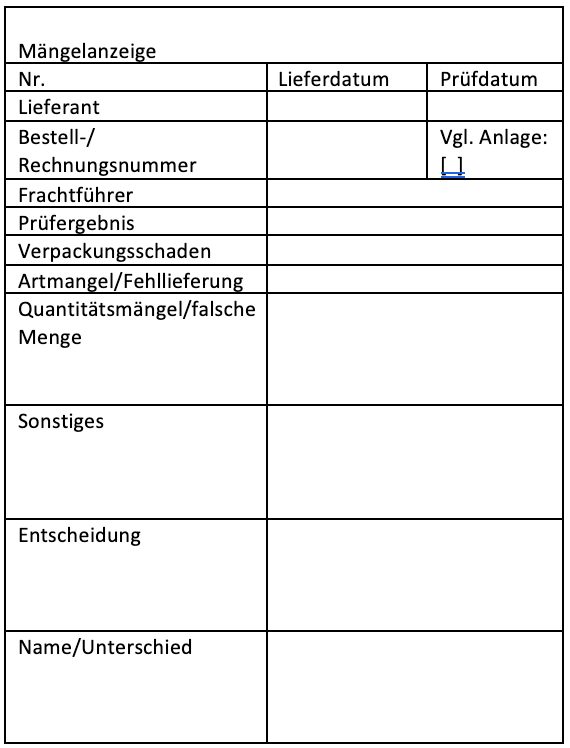 Mängelanzeige
Nr. Lieferdatum Prüfdatum
Lieferant
Bestell-/ Vgl. Anlage:
Rechnungsnummer [ ]
Frachtführer
Prüfergebnis
Verpackungsschaden
Artmangel/Fehllieferung
Quantitätsmängel/falsche
Menge
Sonstiges
Entscheidung
Name/Unterschied